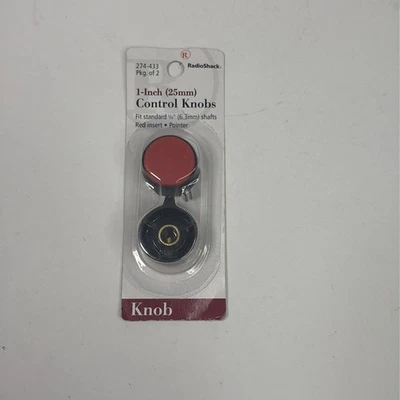 274-433
Pkg. of 2
R RadioShack
1-Inch (25mm)
Control Knobs
Fit standard ¼" (6.3mm) shafts
Red insert • Pointer
Knob